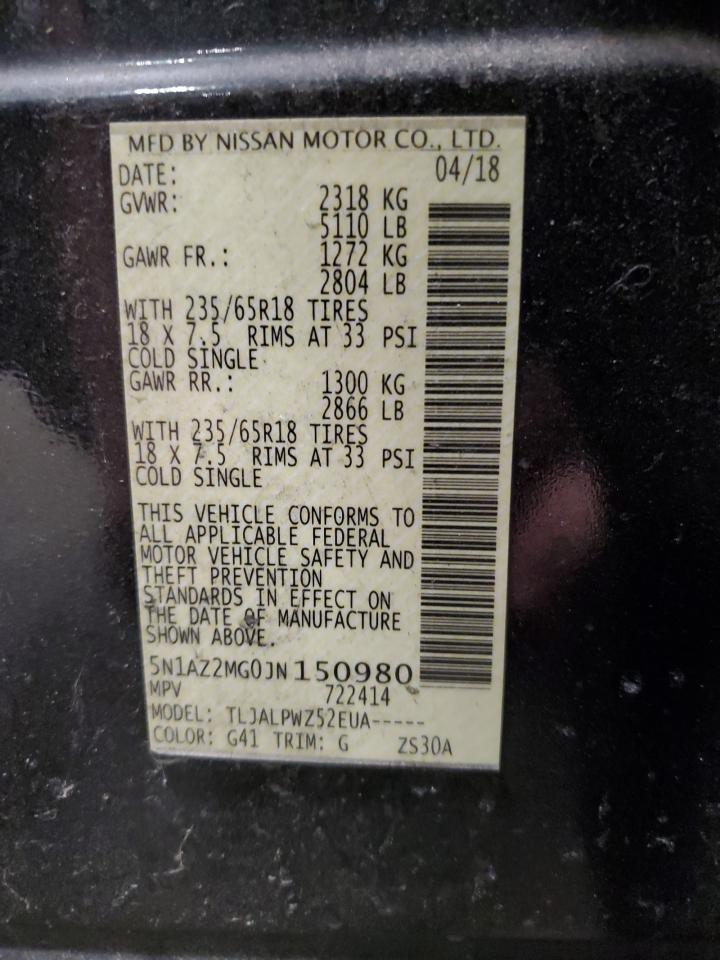 MFD BY NISSAN MOTOR CO., LTD.
DATE: 04/18
GVWR: 2318 KG
5110 LB
GAWR FR.: 1272 KG
2804 LB
WITH 235/65R18 TIRES
18 X 7.5 RIMS AT 33 PSI
COLD SINGLE
GAWR RR.: 1300 KG
2866 LB
WITH 235/65R18 TIRES
18 X 7.5 RIMS AT 33 PSI
COLD SINGLE
THIS VEHICLE CONFORMS TO
ALL APPLICABLE FEDERAL
MOTOR VEHICLE SAFETY AND
THEFT PREVENTION
STANDARDS IN EFFECT ON
THE DATE OF MANUFACTURE
SHOWN ABOVE.
5N1AZ2MG0JN150980
MPV 722414
MODEL: TLJALPWZ52EUA-----
COLOR: G41 TRIM: G ZS30A